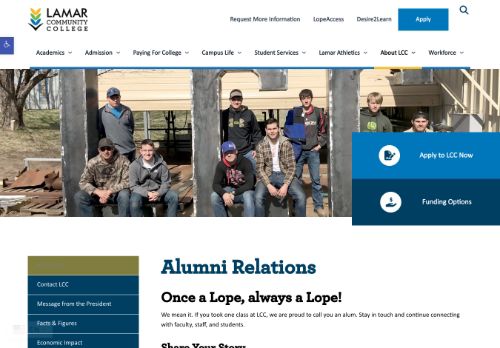 LAMAR
COMMUNITY
COLLEGE
Request More Information
LopeAccess
Desire2Learn
Apply
Academics
Admission
Paying For College
Campus Life
Student Services
Lamar Athletics
About LCC
Workforce
Apply to LCC Now
Funding Options
Alumni Relations
Once a Lope, always a Lope!
We mean it. If you took one class at LCC, we are proud to call you an alum. Stay in touch and continue connecting
with faculty, staff, and students.
Share Your Story
Contact LCC
Message from the President
Facts & Figures
Economic Impact